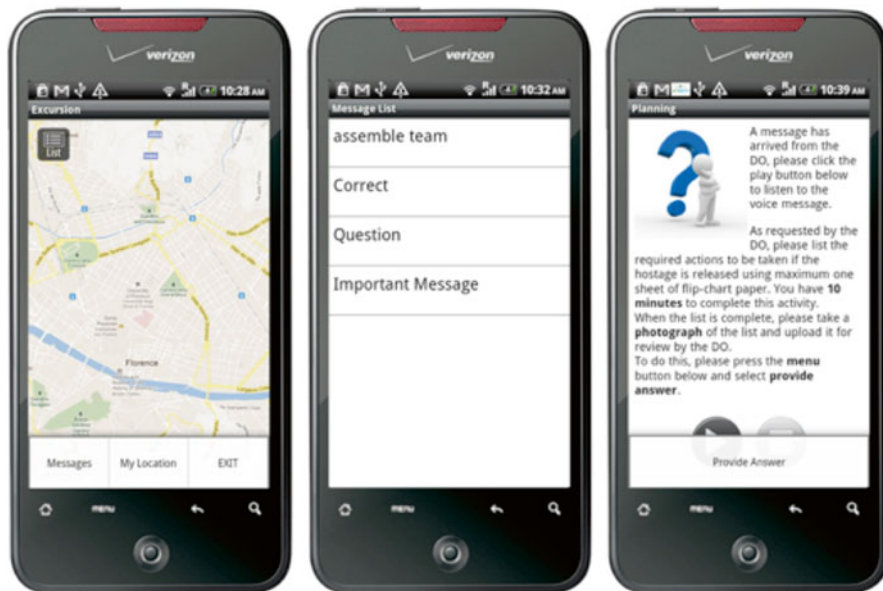 verizon
10:28 AM
Excursion
List
Florence
Messages
My Location
EXIT
MENU
verizon
10:32 AM
Message List
assemble team
Correct
Question
Important Message
MENU
verizon
10:39 AM
Planning
A message has
arrived from the
DO, please click the
play button below
to listen to the
voice message.
As requested by the
DO, please list the
required actions to be taken if the
hostage is released using maximum one
sheet of flip-chart paper. You have 10
minutes to complete this activity.
When the list is complete, please take a
photograph of the list and upload it for
review by the DO.
To do this, please press the menu
button below and select provide
answer.
Provide Answer
MENU